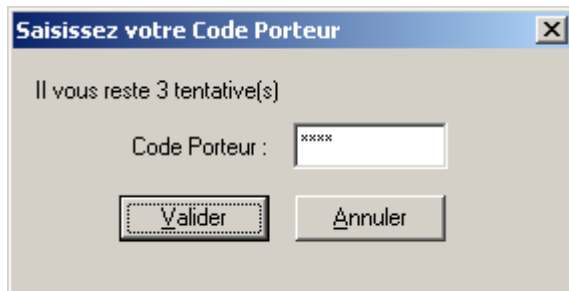 Saisissez votre Code Porteur
Il vous reste 3 tentative(s)
Code Porteur : ****
Valider Annuler